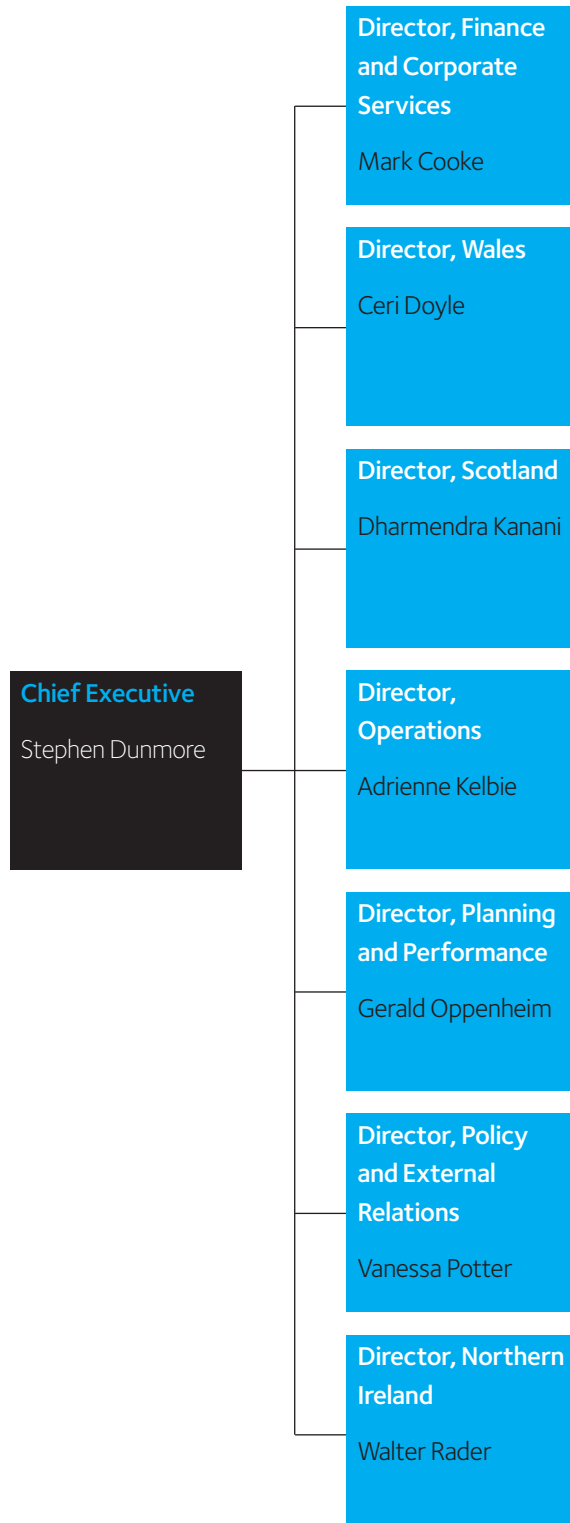 Director, Finance
and Corporate
Services
Mark Cooke
Director, Wales
Ceri Doyle
Director, Scotland
Dharmendra Kanani
Chief Executive
Stephen Dunmore
Director,
Operations
Adrienne Kelbie
Director, Planning
and Performance
Gerald Oppenheim
Director, Policy
and External
Relations
Vanessa Potter
Director, Northern
Ireland
Walter Rader